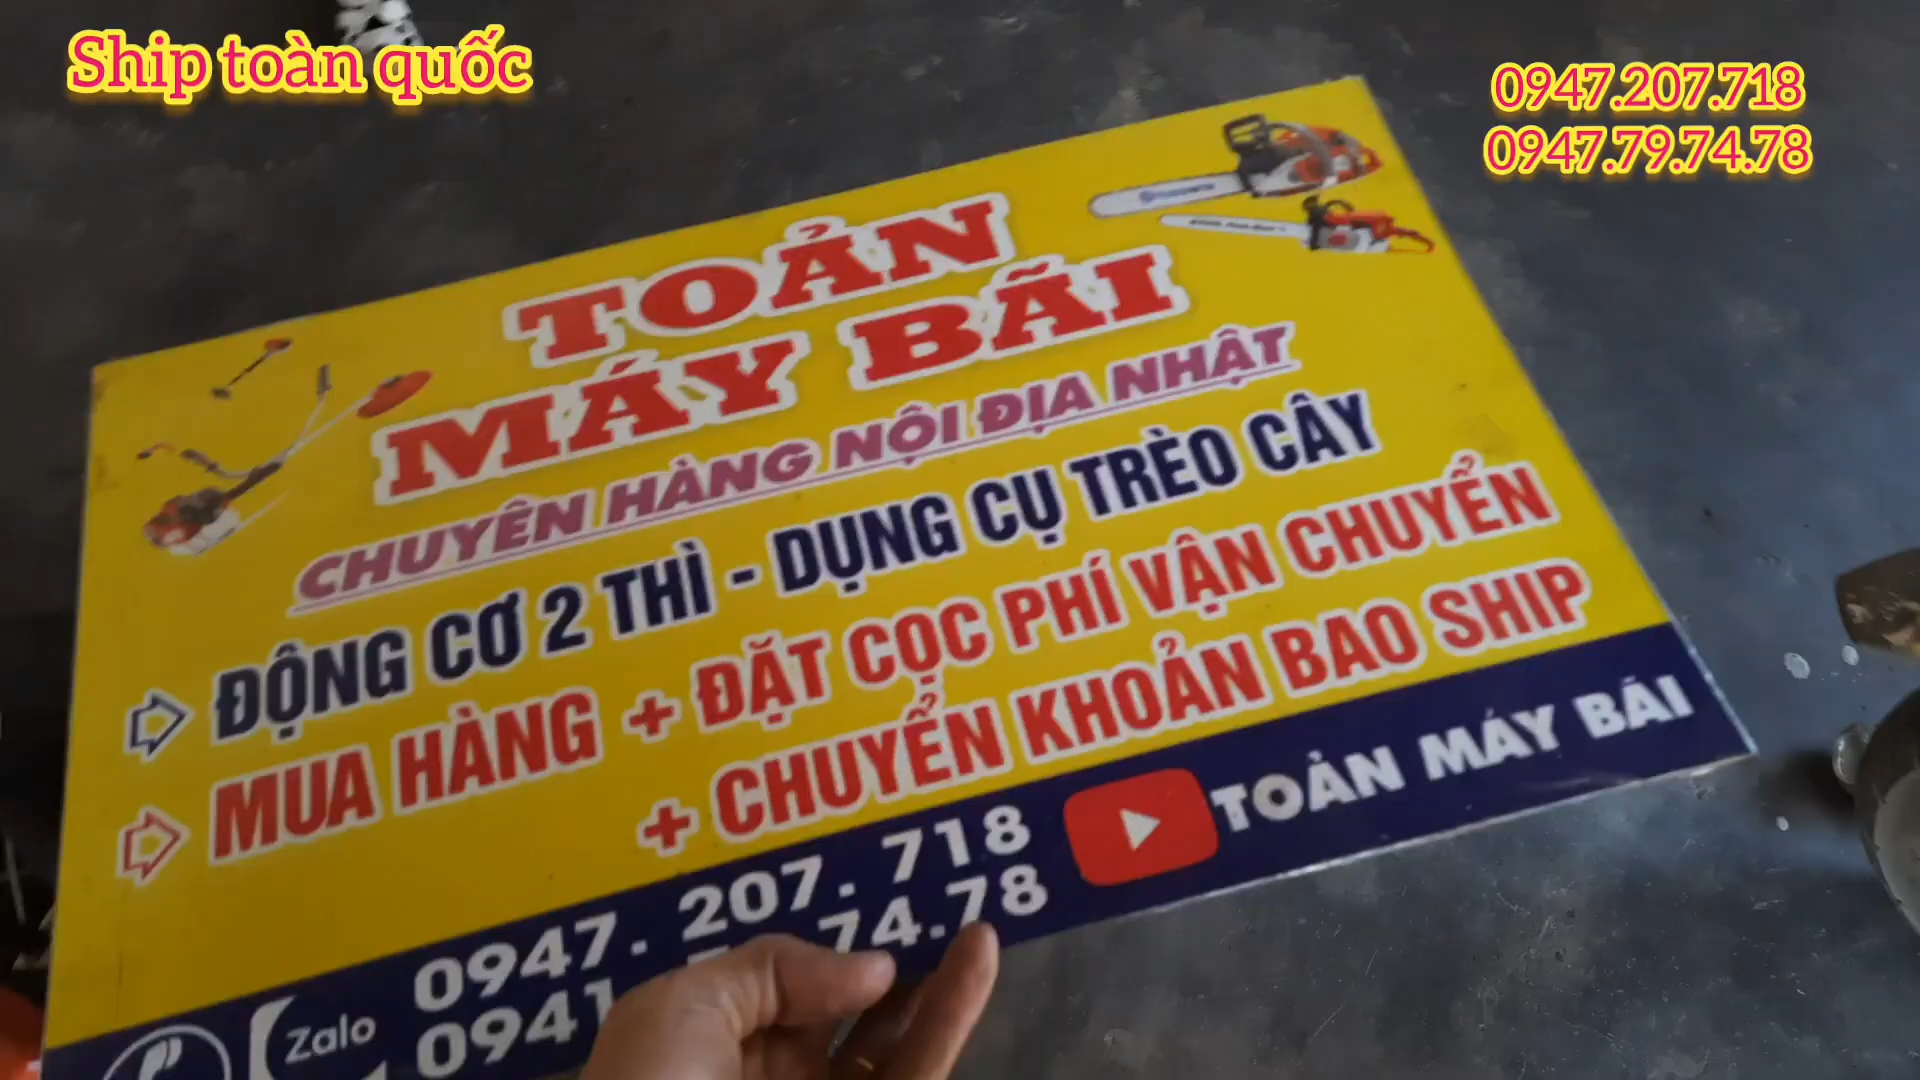 Ship toàn quốc
0947.207.718
0947.79.74.78
TOẢN
MÁY BÃI
CHUYÊN HÀNG NỘI ĐỊA NHẬT
ĐỘNG CƠ 2 THÌ - DỤNG CỤ TRÈO CÂY
MUA HÀNG + ĐẶT CỌC PHÍ VẬN CHUYỂN
+ CHUYỂN KHOẢN BAO SHIP
Zalo
0947. 207. 718
74.78
TOẢN MÁY BÃI